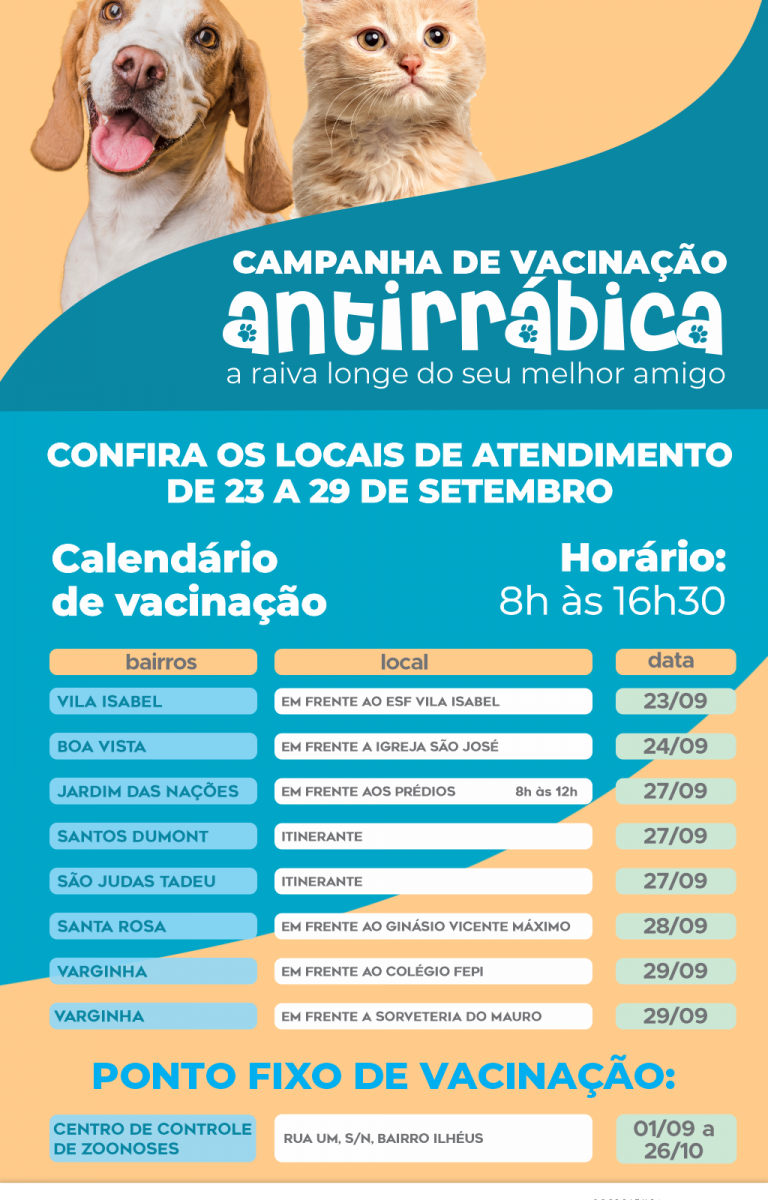 CAMPANHA DE VACINAÇÃO
antirrábica
a raiva longe do seu melhor amigo
CONFIRA OS LOCAIS DE ATENDIMENTO
DE 23 A 29 DE SETEMBRO
Calendário
de vacinação
Horário:
8h às 16h30
bairros local data
VILA ISABEL EM FRENTE AO ESF VILA ISABEL 23/09
BOA VISTA EM FRENTE A IGREJA SÃO JOSÉ 24/09
JARDIM DAS NAÇÕES EM FRENTE AOS PRÉDIOS 8h às 12h 27/09
SANTOS DUMONT ITINERANTE 27/09
SÃO JUDAS TADEU ITINERANTE 27/09
SANTA ROSA EM FRENTE AO GINÁSIO VICENTE MÁXIMO 28/09
VARGINHA EM FRENTE AO COLÉGIO FEPI 29/09
VARGINHA EM FRENTE A SORVETERIA DO MAURO 29/09
PONTO FIXO DE VACINAÇÃO:
CENTRO DE CONTROLE
DE ZOONOSES
RUA UM, S/N, BAIRRO ILHÉUS
01/09 a
26/10